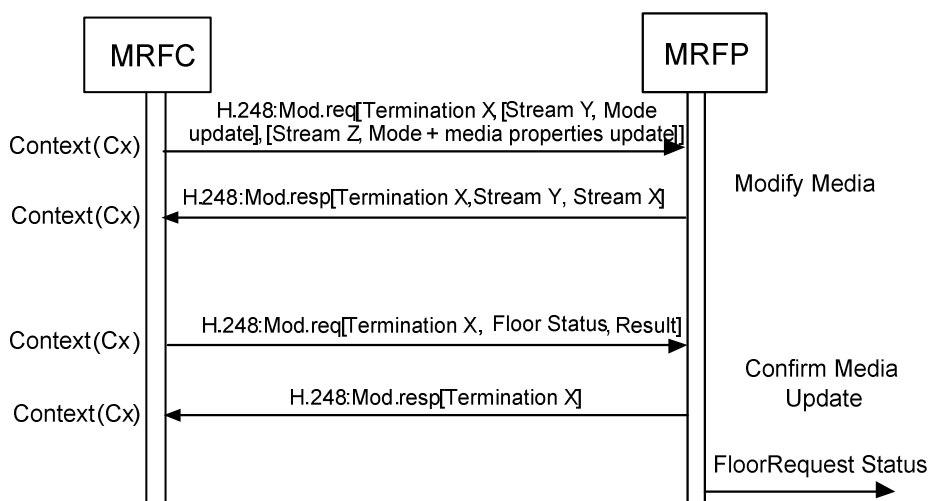 MRFC
MRFP
H.248:Mod.req[Termination X, [Stream Y, Mode
update], [Stream Z, Mode + media properties update]]
Context(Cx)
Modify Media
H.248:Mod.resp[Termination X, Stream Y, Stream X]
Context(Cx)
H.248:Mod.req[Termination X, Floor Status, Result]
Context(Cx)
Confirm Media
Update
H.248:Mod.resp[Termination X]
Context(Cx)
FloorRequest Status